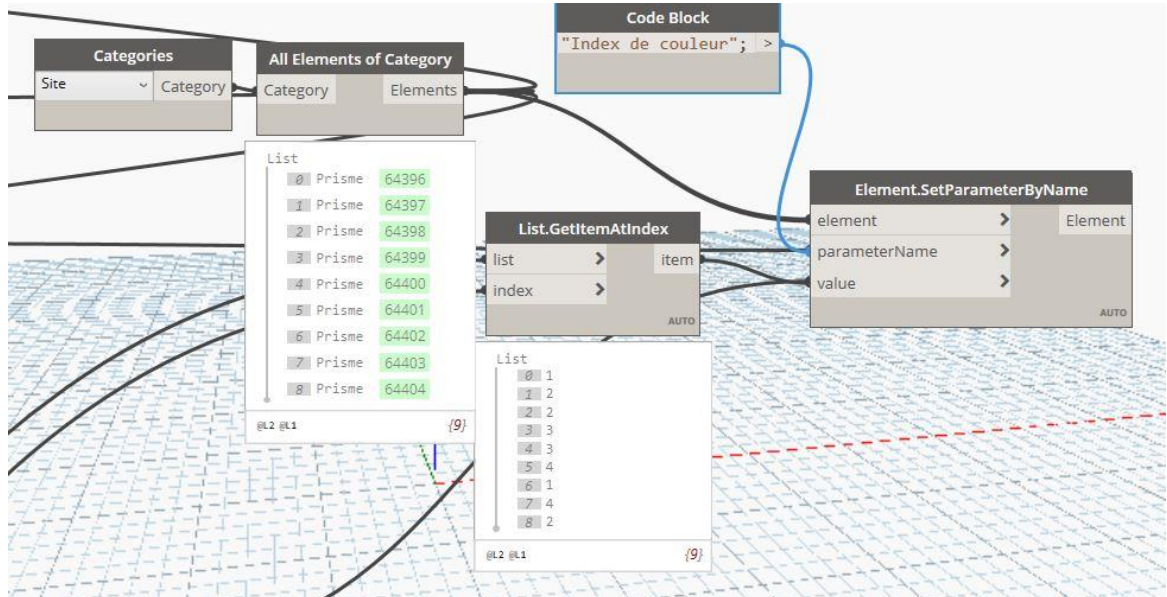 Categories
Site
Category
All Elements of Category
Category
Elements
List
0 Prisme 64396
1 Prisme 64397
2 Prisme 64398
3 Prisme 64399
4 Prisme 64400
5 Prisme 64401
6 Prisme 64402
7 Prisme 64403
8 Prisme 64404
@L2 @L1 {9}
Code Block
"Index de couleur"; >
List.GetItemAtIndex
list > item
index >
AUTO
List
0 1
1 2
2 2
3 3
4 3
5 4
6 1
7 4
8 2
@L2 @L1 {9}
Element.SetParameterByName
element > Element
parameterName >
value >
AUTO